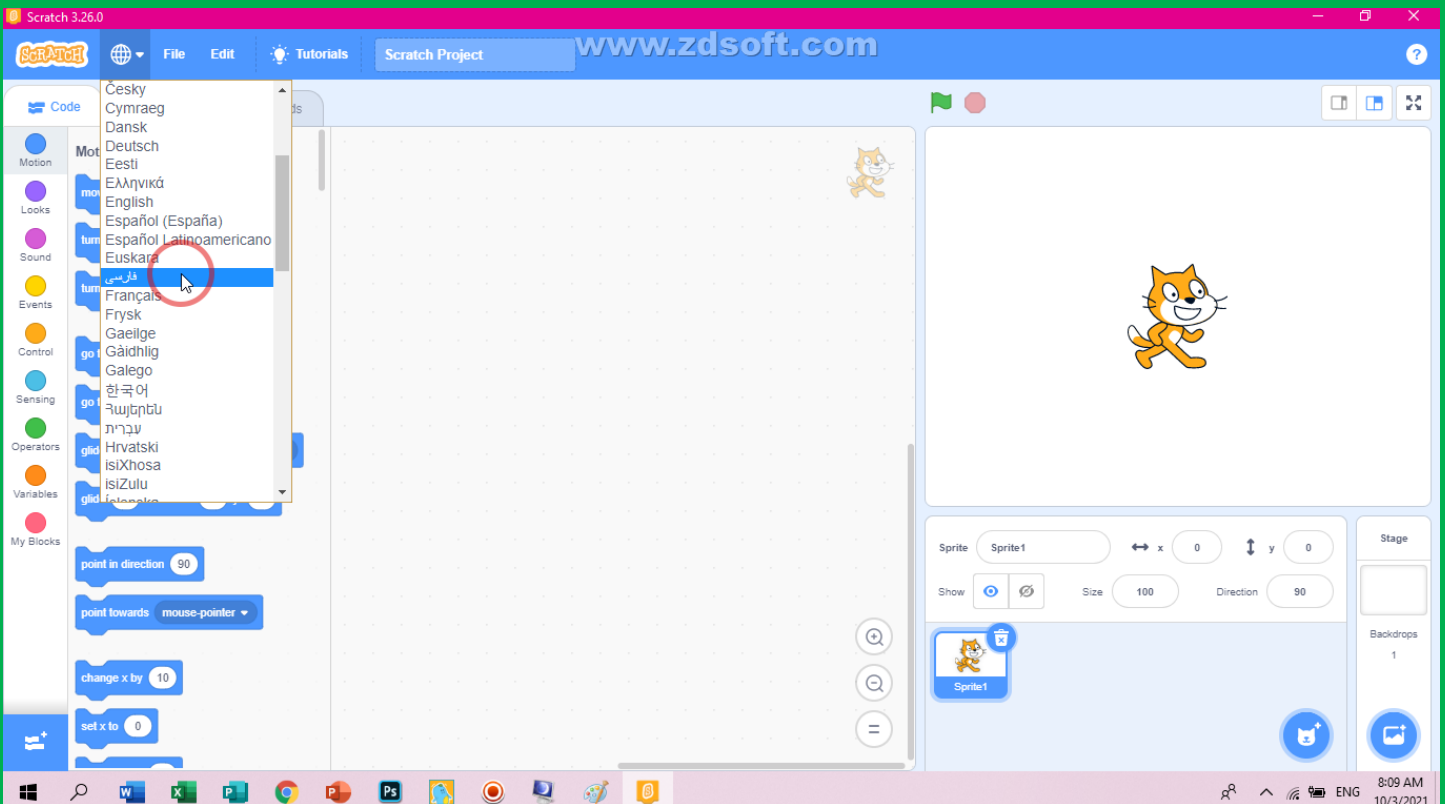 Scratch 3.26.0
SCRATCH
File
Edit
Tutorials
Scratch Project
www.zdsoft.com
?
Code
Motion
Looks
Sound
Events
Control
Sensing
Operators
Variables
My Blocks
Česky
Cymraeg
Dansk
Deutsch
Eesti
Ελληνικά
English
Español (España)
Español Latinoamericano
Euskara
فارسی
Français
Frysk
Gaeilge
Gàidhlig
Galego
한국어
Հայերեն
עִבְרִית
Hrvatski
isiXhosa
isiZulu
point in direction 90
point towards mouse-pointer
change x by 10
set x to 0
Sprite Sprite1 x 0 y 0
Show Size 100 Direction 90
Sprite1
Stage
Backdrops
1
ENG
8:09 AM
10/3/2021